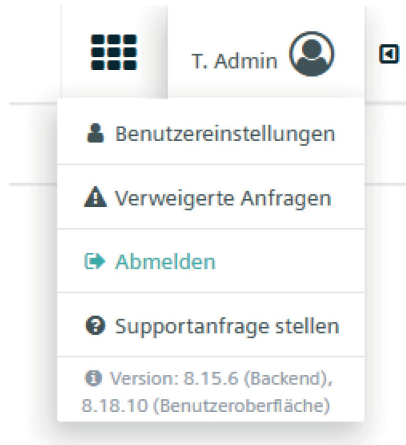 T. Admin
Benutzereinstellungen
Verweigerte Anfragen
Abmelden
Supportanfrage stellen
Version: 8.15.6 (Backend),
8.18.10 (Benutzeroberfläche)